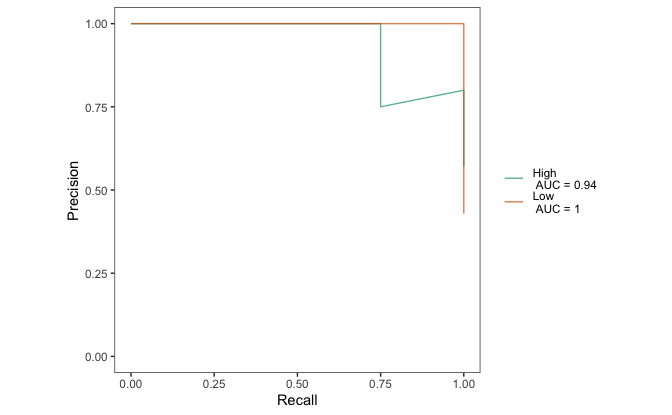 1.00
0.75
0.50
0.25
0.00
Precision
0.00 0.25 0.50 0.75 1.00
Recall
High
AUC = 0.94
Low
AUC = 1